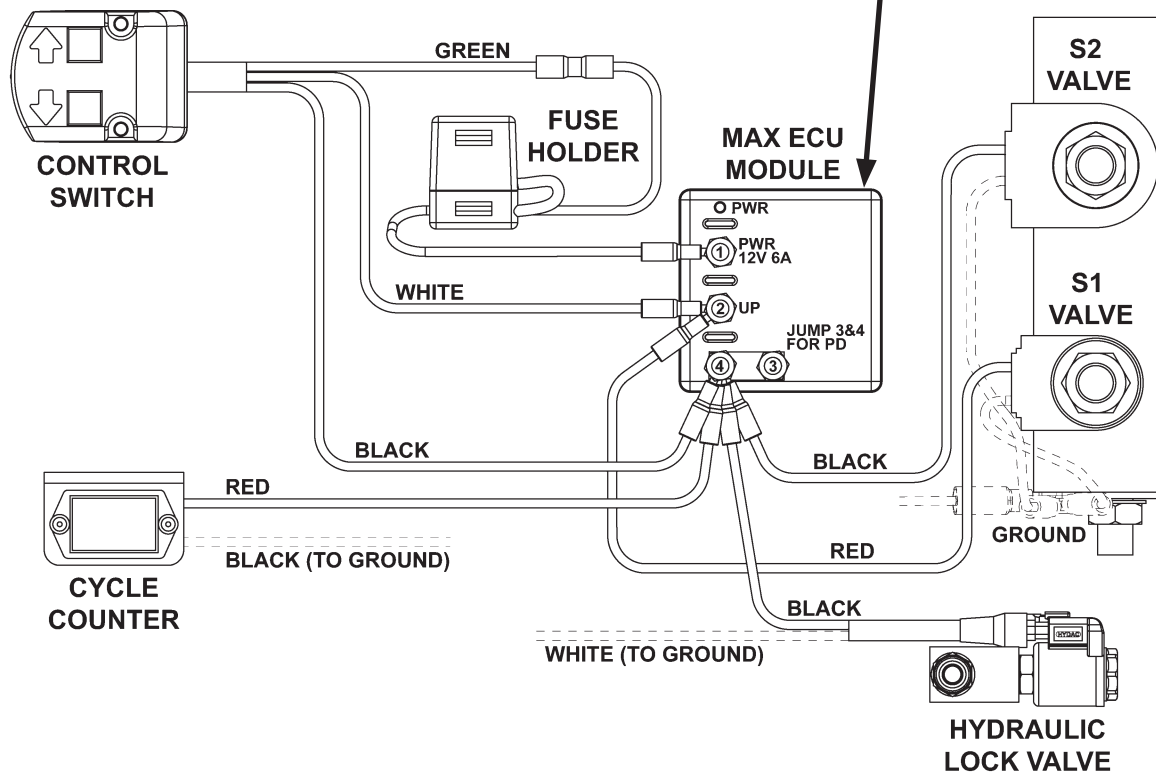 GREEN
S2
VALVE
CONTROL
SWITCH
FUSE
HOLDER
MAX ECU
MODULE
PWR
1
PWR
12V 6A
WHITE
2
UP
JUMP 3&4
FOR PD
4
3
S1
VALVE
BLACK
BLACK
RED
GROUND
BLACK (TO GROUND)
RED
CYCLE
COUNTER
BLACK
WHITE (TO GROUND)
HYDAC
HYDRAULIC
LOCK VALVE